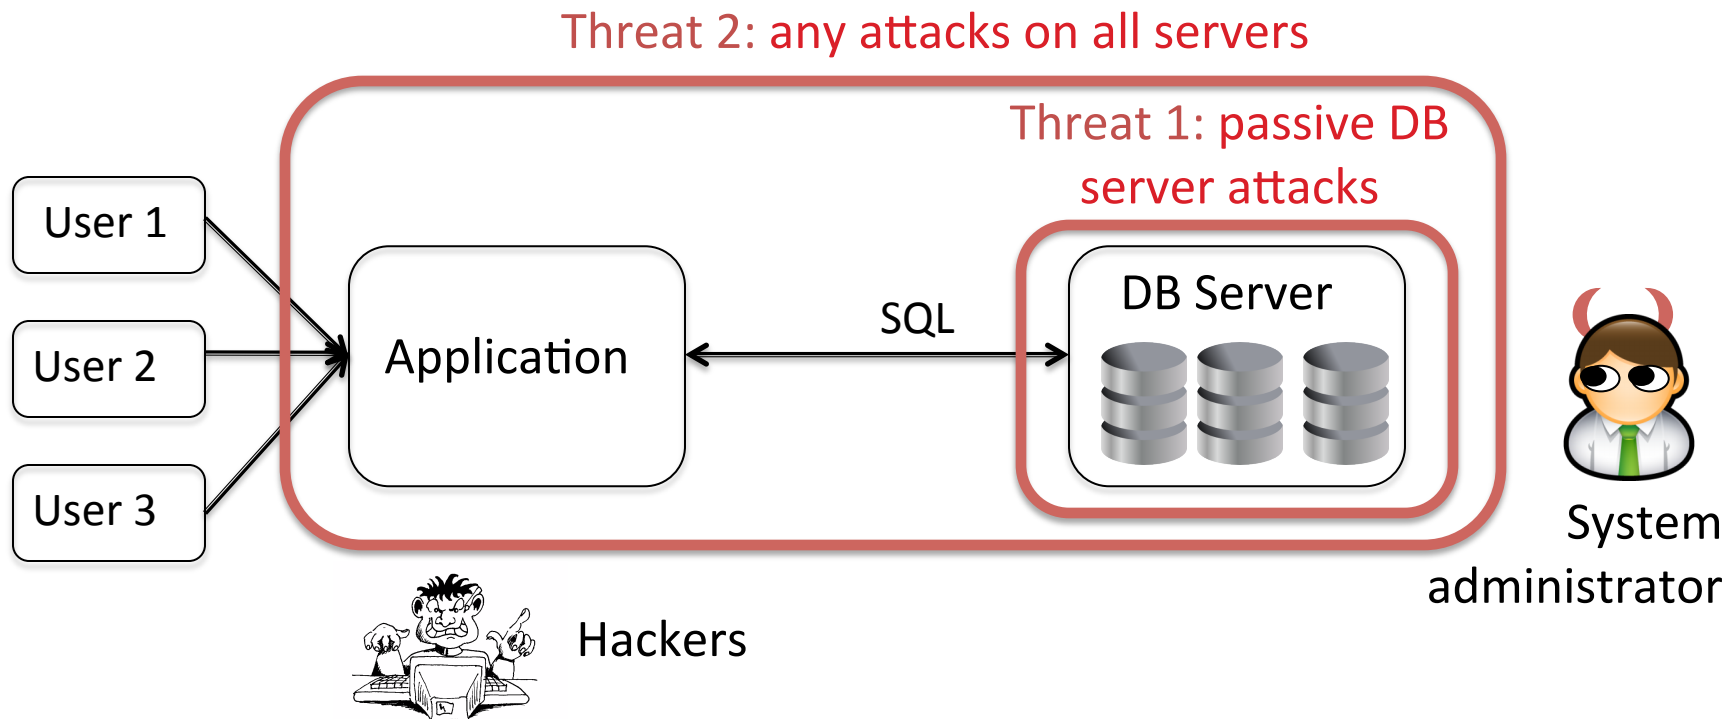 Threat 2: any attacks on all servers
Threat 1: passive DB
server attacks
User 1
User 2
User 3
Application
SQL
DB Server
System
administrator
Hackers